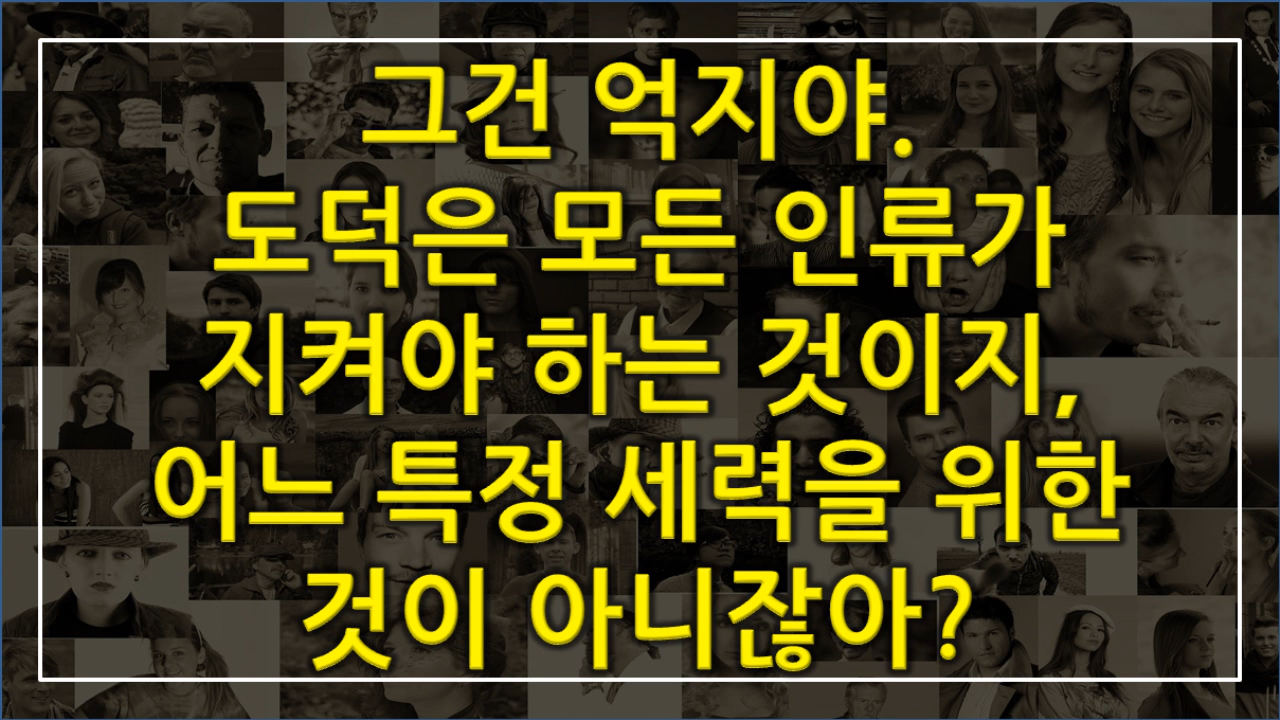 그건 억지야.
도덕은 모든 인류가
지켜야 하는 것이지,
어느 특정 세력을 위한
것이 아니잖아?